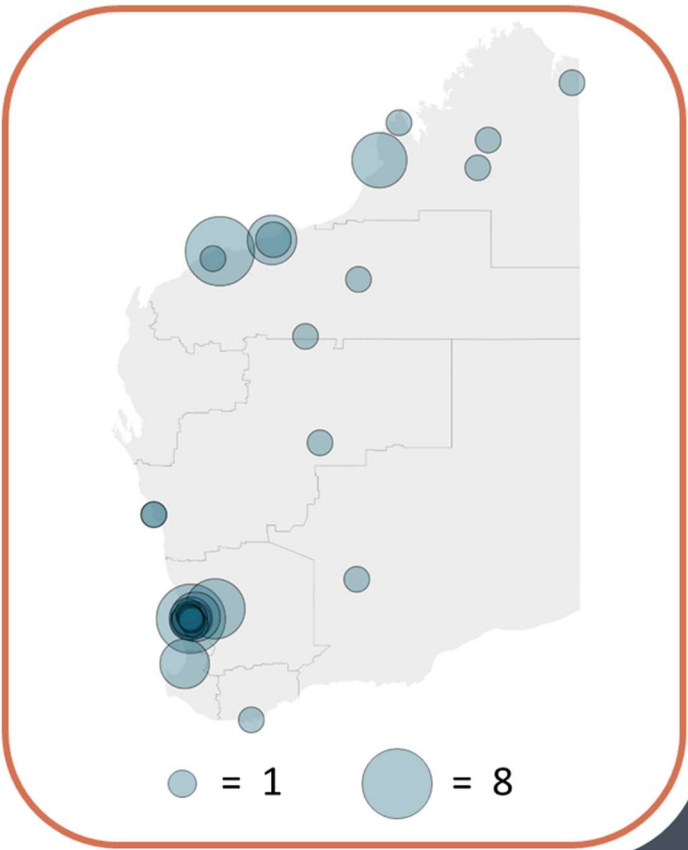 = 1 = 8